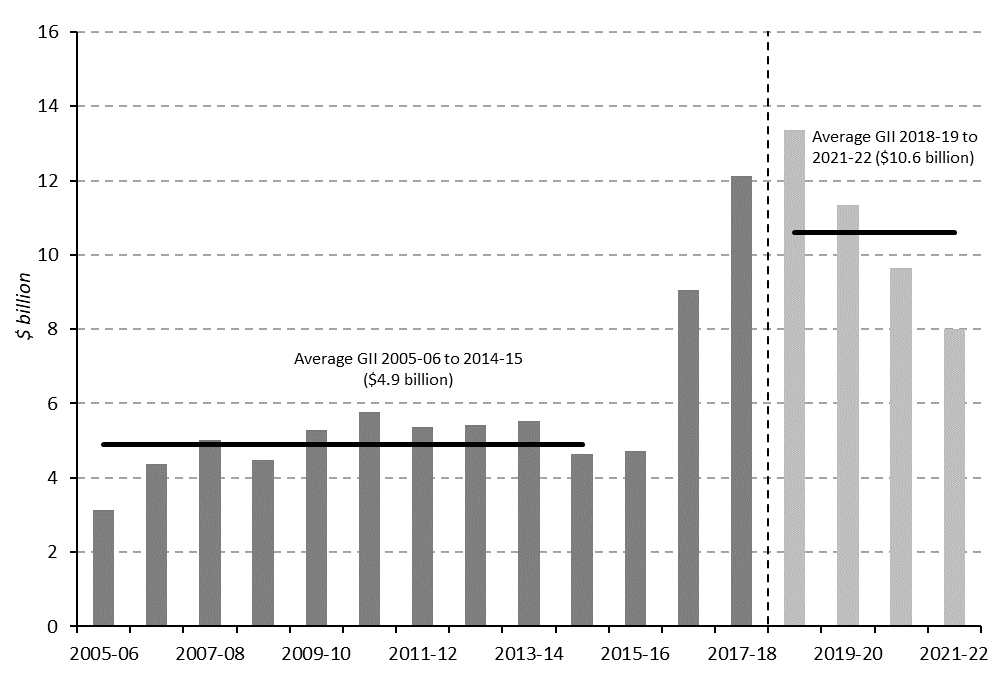 16
14
12
10
8
6
4
2
0
$ billion
Average GII 2018-19 to
2021-22 ($10.6 billion)
Average GII 2005-06 to 2014-15
($4.9 billion)
2005-06 2007-08 2009-10 2011-12 2013-14 2015-16 2017-18 2019-20 2021-22